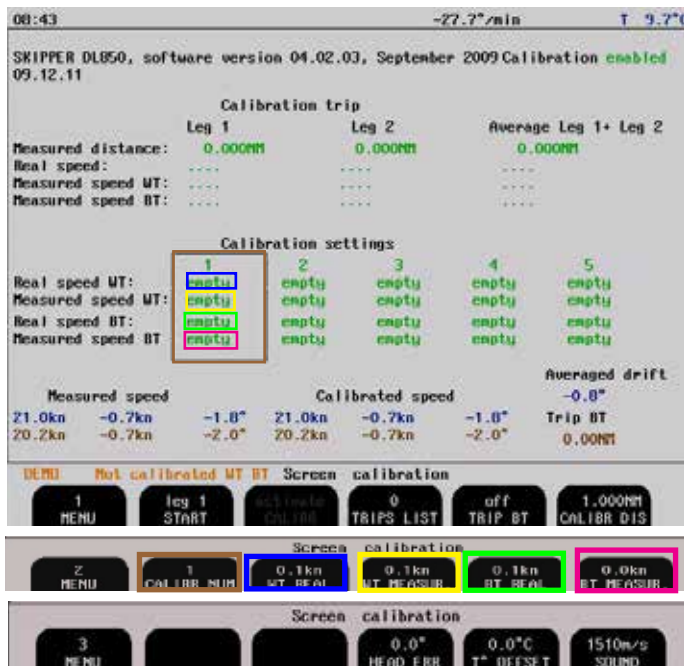 08:43 -27.7°/min T 9.7°C
SKIPPER DL850, software version 04.02.03, September 2009 Calibration enabled
09.12.11
Calibration trip
Leg 1 Leg 2 Average Leg 1+ Leg 2
Measured distance: 0.000NM 0.000NM 0.000NM
Real speed: .... .... ....
Measured speed WT: .... .... ....
Measured speed BT: .... .... ....
Calibration settings
1 2 3 4 5
Real speed WT: empty empty empty empty empty
Measured speed WT: empty empty empty empty empty
Real speed BT: empty empty empty empty empty
Measured speed BT empty empty empty empty empty
Averaged drift
Measured speed Calibrated speed -0.8°
21.0kn -0.7kn -1.8° 21.0kn -0.7kn -1.8° Trip BT
20.2kn -0.7kn -2.0° 20.2kn -0.7kn -2.0° 0.00NM
DEMO Not calibrated WT BT Screen calibration
1 leg 1 activate 0 off 1.000NM
MENU START CALIBR TRIPS LIST TRIP BT CALIBR DIS
Screen calibration
2 1 0.1kn 0.1kn 0.1kn 0.0kn
MENU CALIBR NUM WT REAL WT MEASUR. BT REAL BT MEASUR.
Screen calibration
3 0.0° 0.0°C 1510m/s
MENU HEAD ERR T° OFFSET SOUND